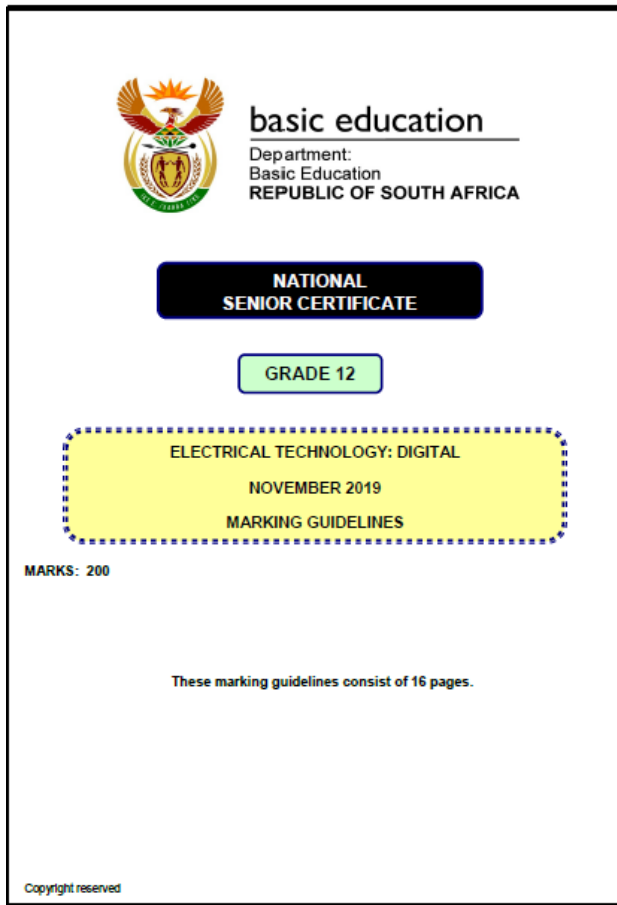 basic education
Department:
Basic Education
REPUBLIC OF SOUTH AFRICA
NATIONAL
SENIOR CERTIFICATE
GRADE 12
ELECTRICAL TECHNOLOGY: DIGITAL
NOVEMBER 2019
MARKING GUIDELINES
MARKS: 200
These marking guidelines consist of 16 pages.
Copyright reserved